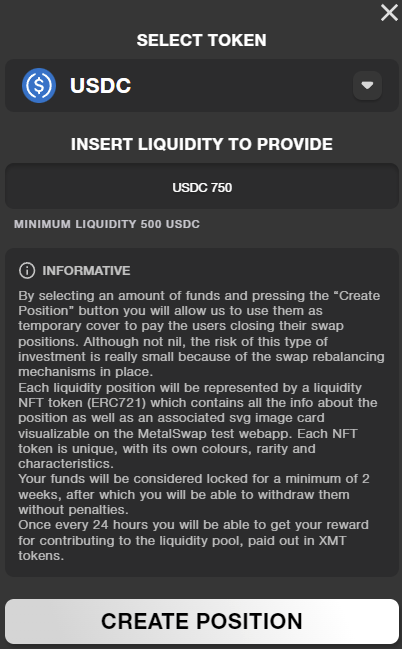 SELECT TOKEN
USDC
INSERT LIQUIDITY TO PROVIDE
USDC 750
MINIMUM LIQUIDITY 500 USDC
INFORMATIVE
By selecting an amount of funds and pressing the "Create
Position" button you will allow us to use them as
temporary cover to pay the users closing their swap
positions. Although not nil, the risk of this type of
investment is really small because of the swap rebalancing
mechanisms in place.
Each liquidity position will be represented by a liquidity
NFT token (ERC721) which contains all the info about the
position as well as an associated svg image card
visualizable on the MetalSwap test webapp. Each NFT
token is unique, with its own colours, rarity and
characteristics.
Your funds will be considered locked for a minimum of 2
weeks, after which you will be able to withdraw them
without penalties.
Once every 24 hours you will be able to get your reward
for contributing to the liquidity pool, paid out in XMT
tokens.
CREATE POSITION